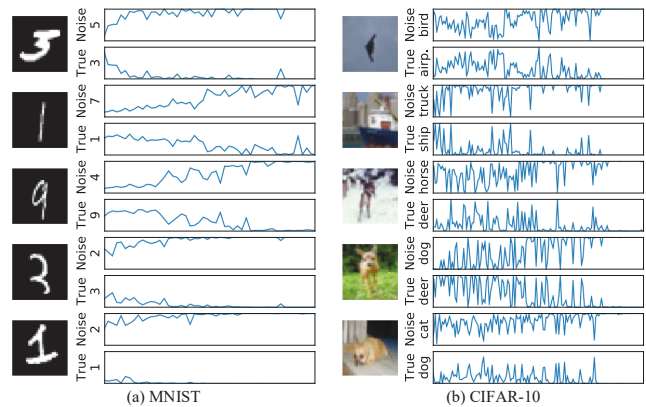 Noise 5
True 3
Noise 7
True 1
Noise 4
True 9
Noise 2
True 3
Noise 2
True 1
(a) MNIST
Noise bird
True airp.
Noise truck
True ship
Noise horse
True deer
Noise dog
True deer
Noise cat
True dog
(b) CIFAR-10